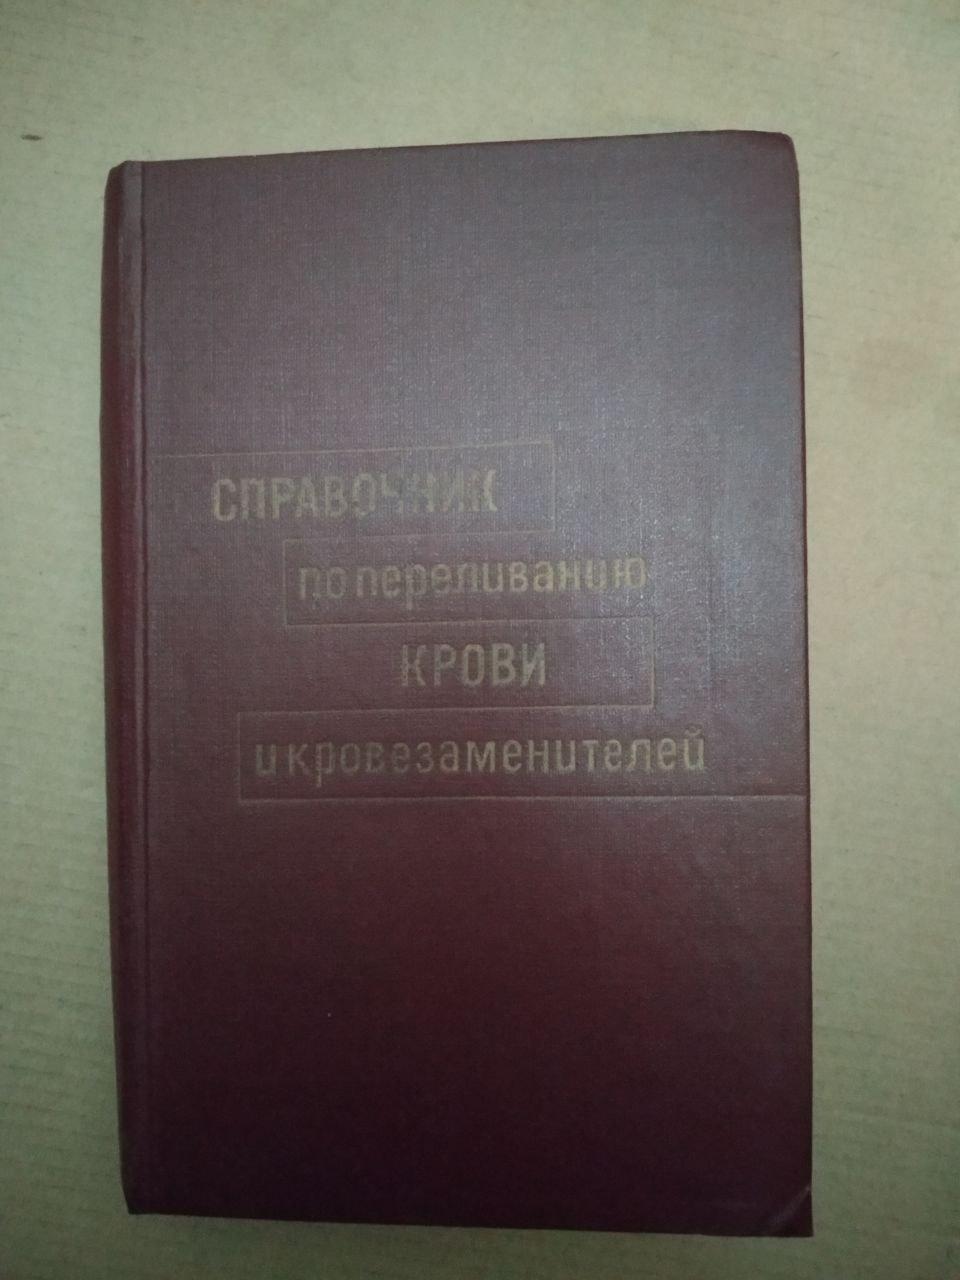 СПРАВОЧНИК
по переливанию
КРОВИ
и кровезаменителей